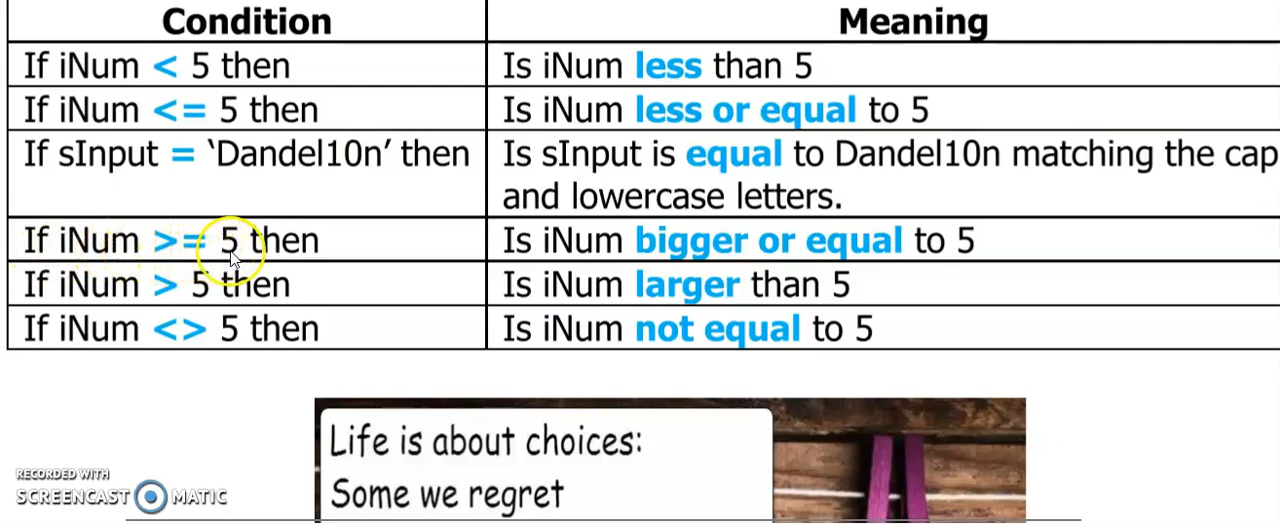 Condition Meaning
If iNum < 5 then Is iNum less than 5
If iNum <= 5 then Is iNum less or equal to 5
If sInput = ‘Dandel10n’ then Is sInput is equal to Dandel10n matching the cap
and lowercase letters.
If iNum >= 5 then Is iNum bigger or equal to 5
If iNum > 5 then Is iNum larger than 5
If iNum <> 5 then Is iNum not equal to 5
Life is about choices:
Some we regret
RECORDED WITH
SCREENCAST MATIC